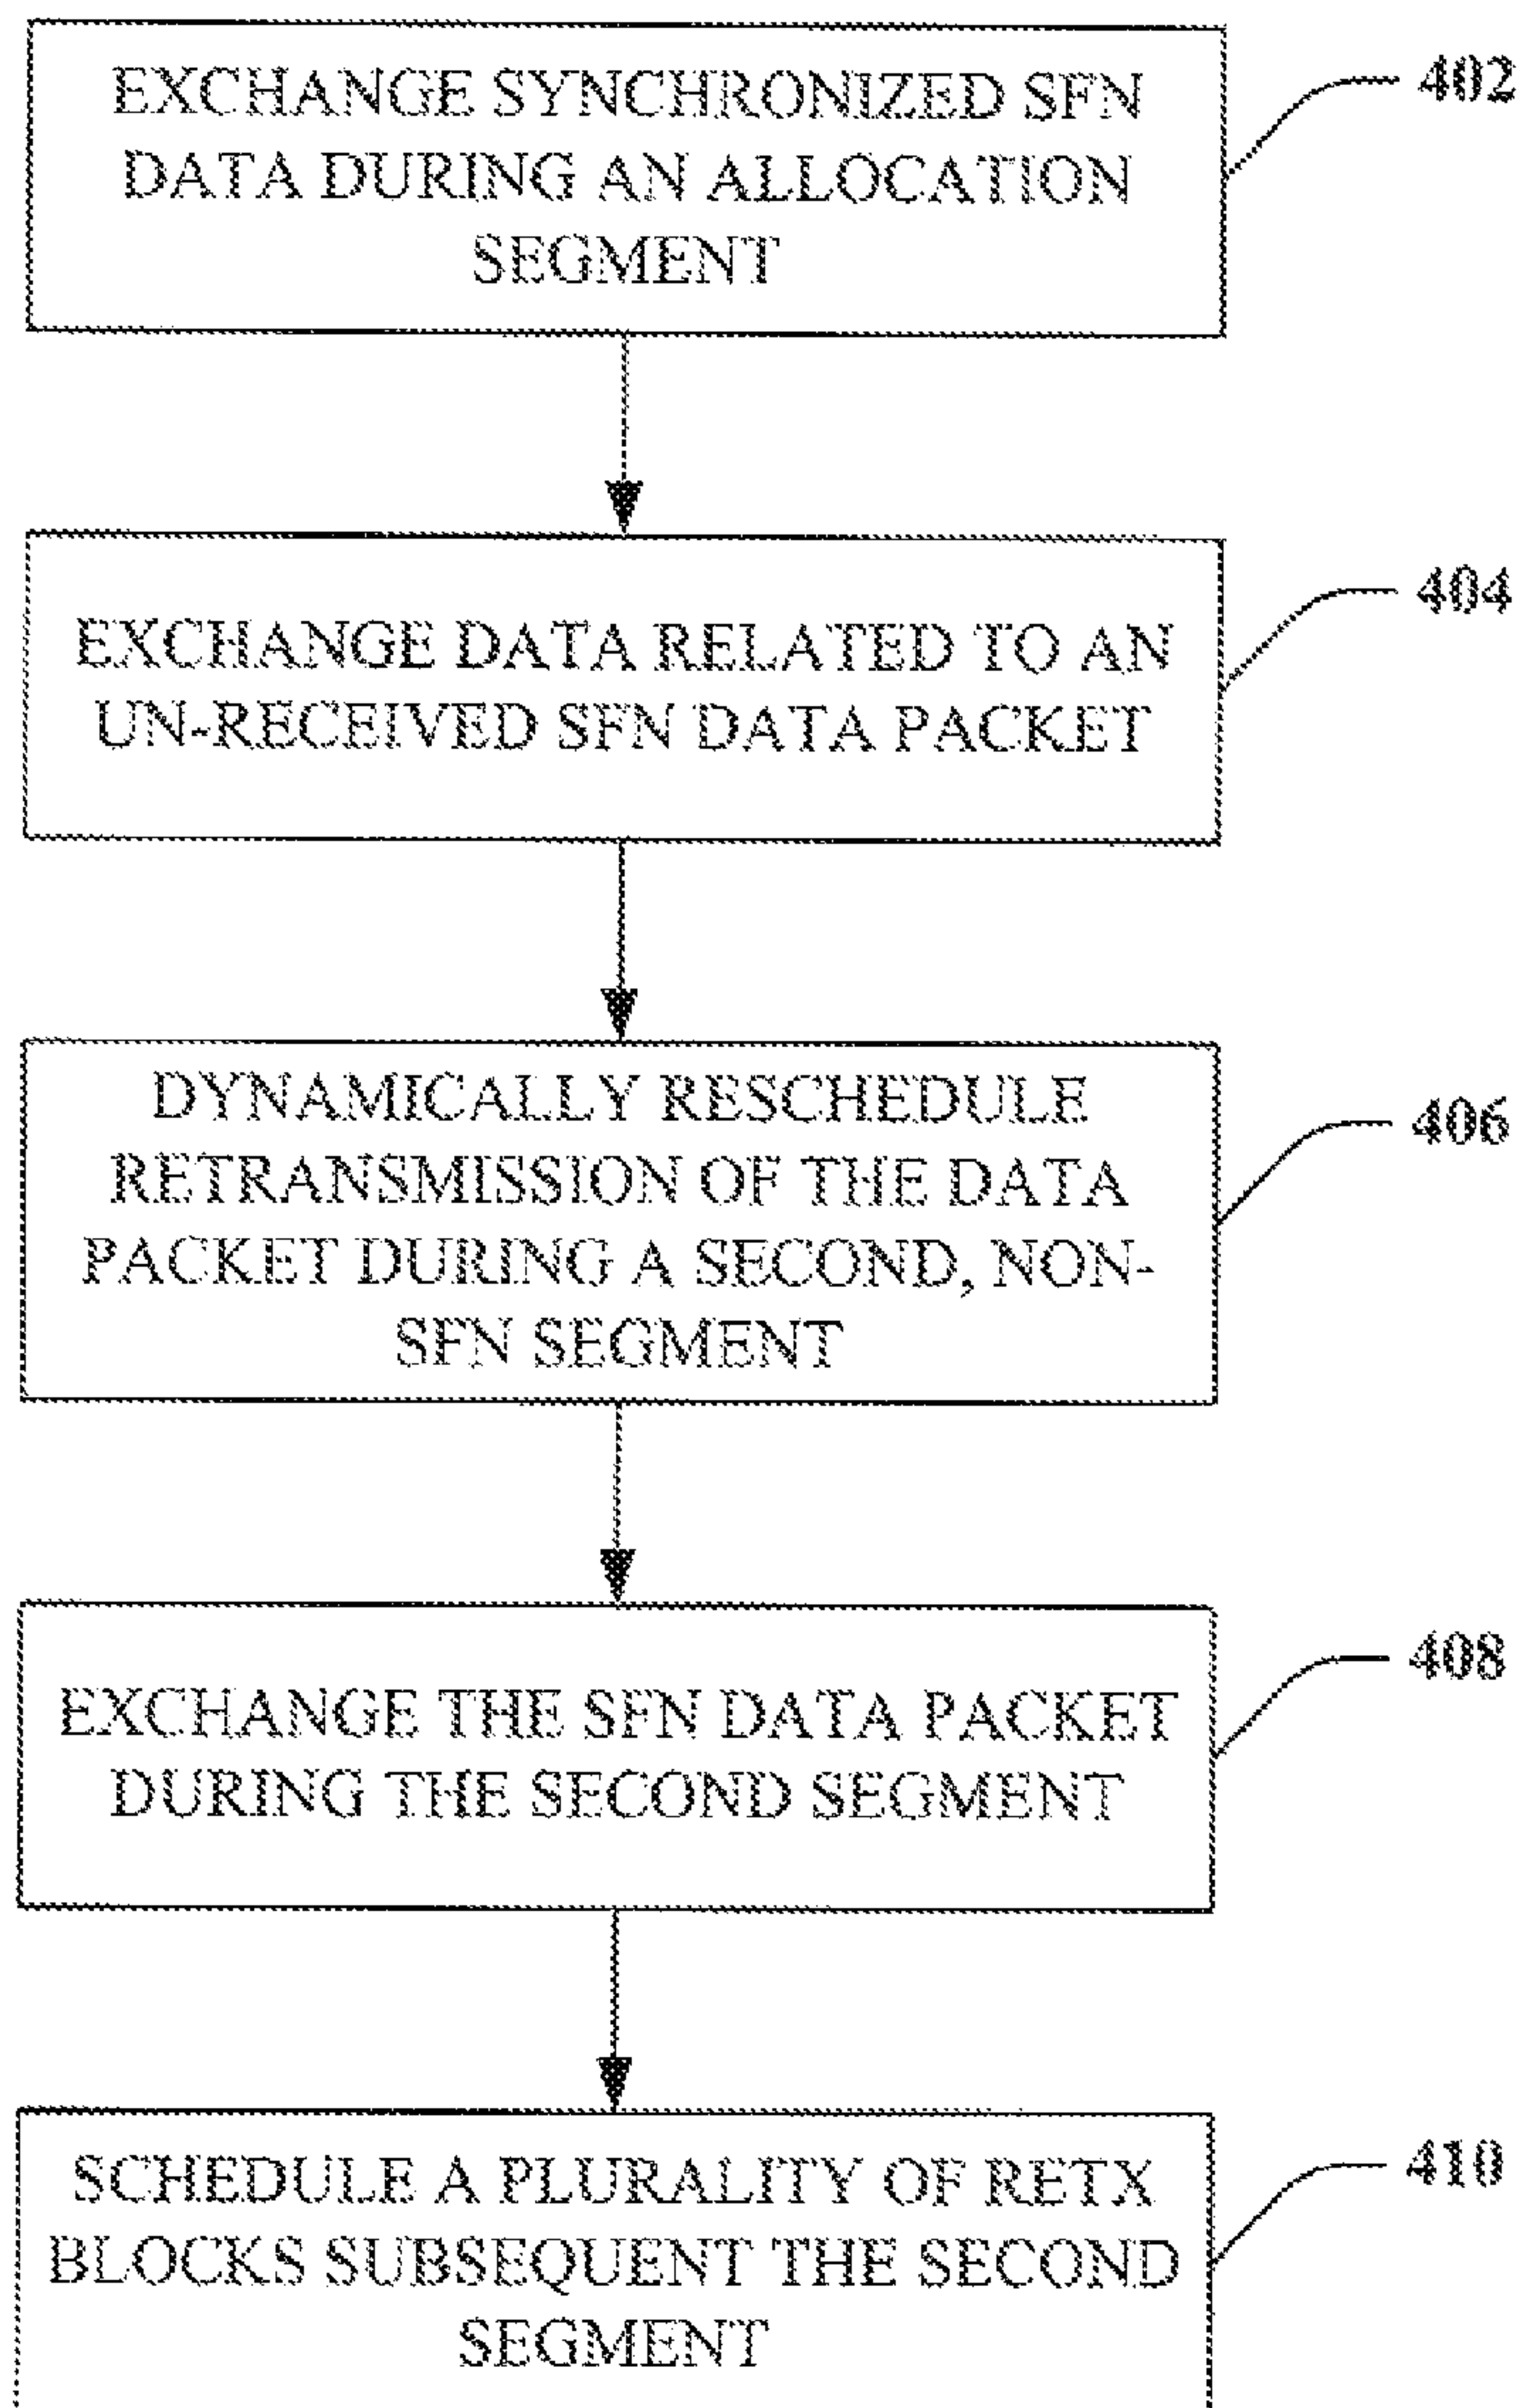 EXCHANGE SYNCHRONIZED SFN
DATA DURING AN ALLOCATION
SEGMENT
402
EXCHANGE DATA RELATED TO AN
UN-RECEIVED SFN DATA PACKET
404
DYNAMICALLY RESCHEDULE
RETRANSMISSION OF THE DATA
PACKET DURING A SECOND, NON-
SFN SEGMENT
406
EXCHANGE THE SFN DATA PACKET
DURING THE SECOND SEGMENT
408
SCHEDULE A PLURALITY OF RETX
BLOCKS SUBSEQUENT THE SECOND
SEGMENT
410